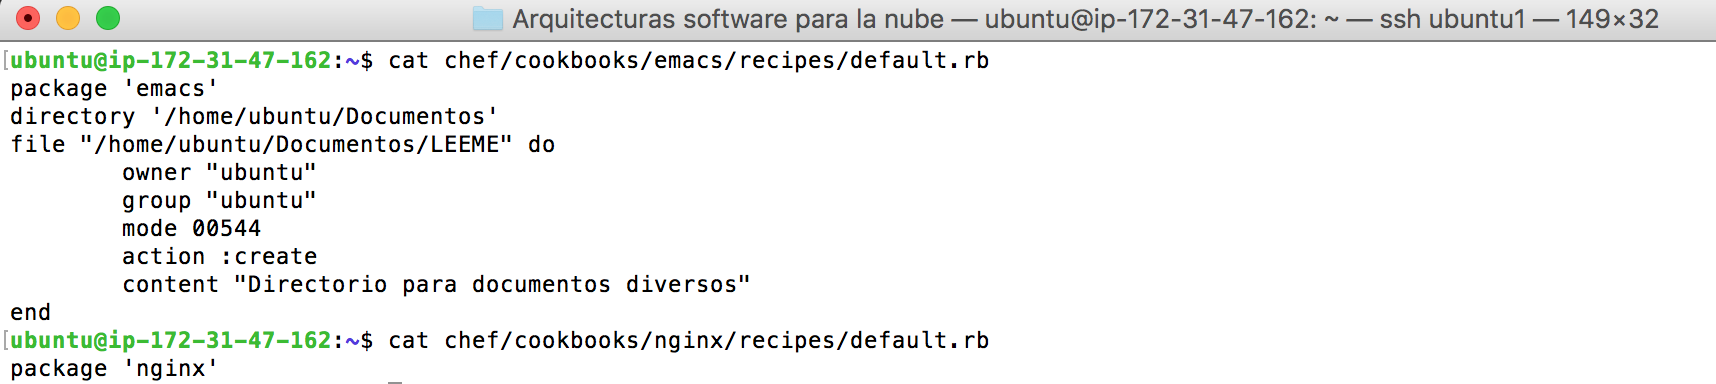 Arquitecturas software para la nube — ubuntu@ip-172-31-47-162: ~ — ssh ubuntu1 — 149×32
[ubuntu@ip-172-31-47-162:~$ cat chef/cookbooks/emacs/recipes/default.rb
package 'emacs'
directory '/home/ubuntu/Documentos'
file "/home/ubuntu/Documentos/LEEME" do
        owner "ubuntu"
        group "ubuntu"
        mode 00544
        action :create
        content "Directorio para documentos diversos"
end
[ubuntu@ip-172-31-47-162:~$ cat chef/cookbooks/nginx/recipes/default.rb
package 'nginx'